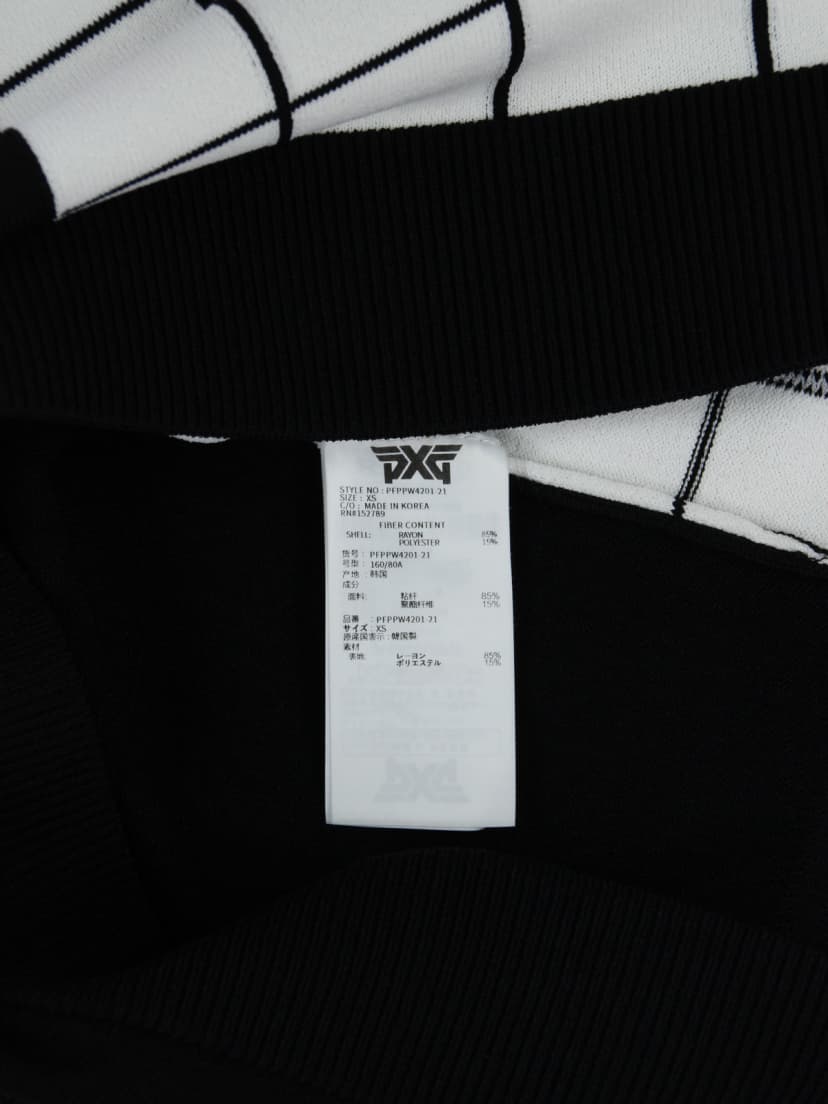 PXG
STYLE NO : PFPPW4201-21
SIZE : XS
C/O : MADE IN KOREA
RN#152789
FIBER CONTENT
SHELL: RAYON 85%
POLYESTER 15%
货号 : PFPPW4201-21
号型 : 160/80A
产地 : 韩国
成分
面料: 粘纤 85%
聚酯纤维 15%
品番 : PFPPW4201-21
サイズ : XS
原産国表示 : 韓国製
素材
表地: レーヨン 85%
ポリエステル 15%